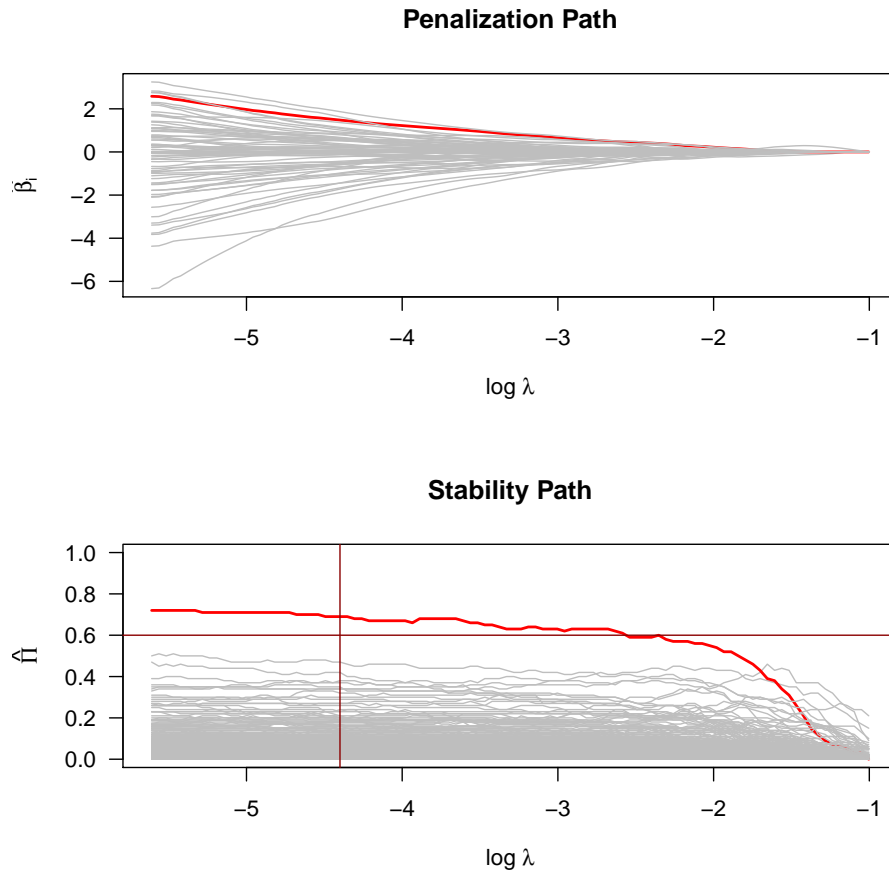 Penalization Path
2
0
−2
−4
−6
β̈i
−5 −4 −3 −2 −1
log λ
Stability Path
1.0
0.8
0.6
0.4
0.2
0.0
Π̂
−5 −4 −3 −2 −1
log λ